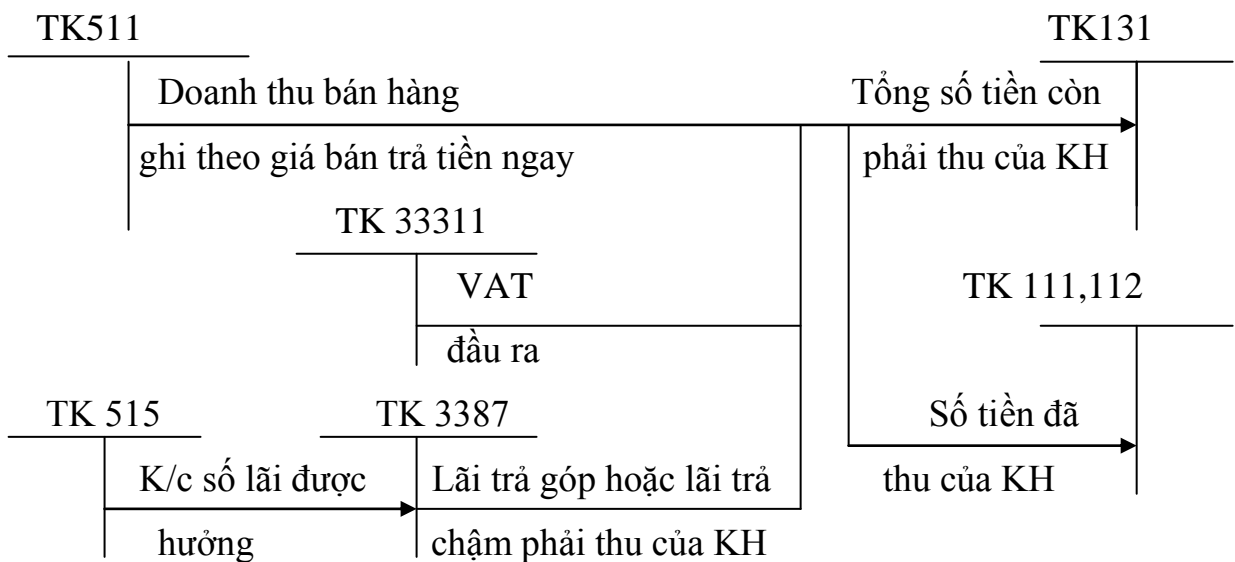 TK511
TK131
Doanh thu bán hàng
Tổng số tiền còn
ghi theo giá bán trả tiền ngay
phải thu của KH
TK 33311
VAT
TK 111,112
đầu ra
TK 515
TK 3387
Số tiền đã
K/c số lãi được
Lãi trả góp hoặc lãi trả
thu của KH
hưởng
chậm phải thu của KH